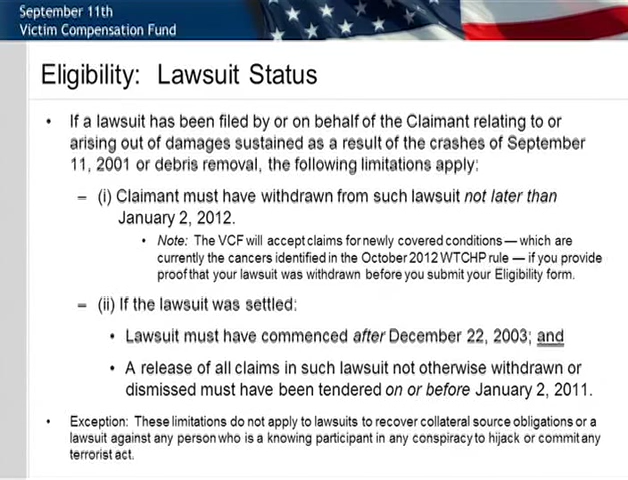 September 11th
Victim Compensation Fund
Eligibility: Lawsuit Status
• If a lawsuit has been filed by or on behalf of the Claimant relating to or
arising out of damages sustained as a result of the crashes of September
11, 2001 or debris removal, the following limitations apply:
– (i) Claimant must have withdrawn from such lawsuit not later than
January 2, 2012.
• Note: The VCF will accept claims for newly covered conditions — which are
currently the cancers identified in the October 2012 WTCHP rule — if you provide
proof that your lawsuit was withdrawn before you submit your Eligibility form.
– (ii) If the lawsuit was settled:
• Lawsuit must have commenced after December 22, 2003; and
• A release of all claims in such lawsuit not otherwise withdrawn or
dismissed must have been tendered on or before January 2, 2011.
• Exception: These limitations do not apply to lawsuits to recover collateral source obligations or a
lawsuit against any person who is a knowing participant in any conspiracy to hijack or commit any
terrorist act.